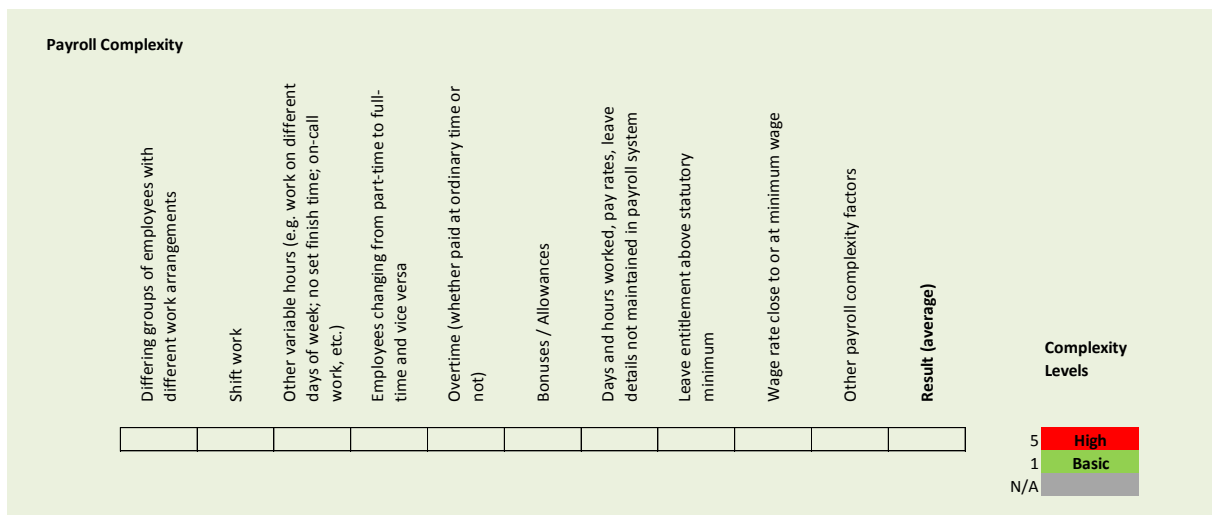 Payroll Complexity
Differing groups of employees with
different work arrangements
Shift work
Other variable hours (e.g. work on different
days of week; no set finish time; on-call
work, etc.)
Employees changing from part-time to full-
time and vice versa
Overtime (whether paid at ordinary time or
not)
Bonuses / Allowances
Days and hours worked, pay rates, leave
details not maintained in payroll system
Leave entitlement above statutory
minimum
Wage rate close to or at minimum wage
Other payroll complexity factors
Result (average)
Complexity
Levels
5 High
1 Basic
N/A